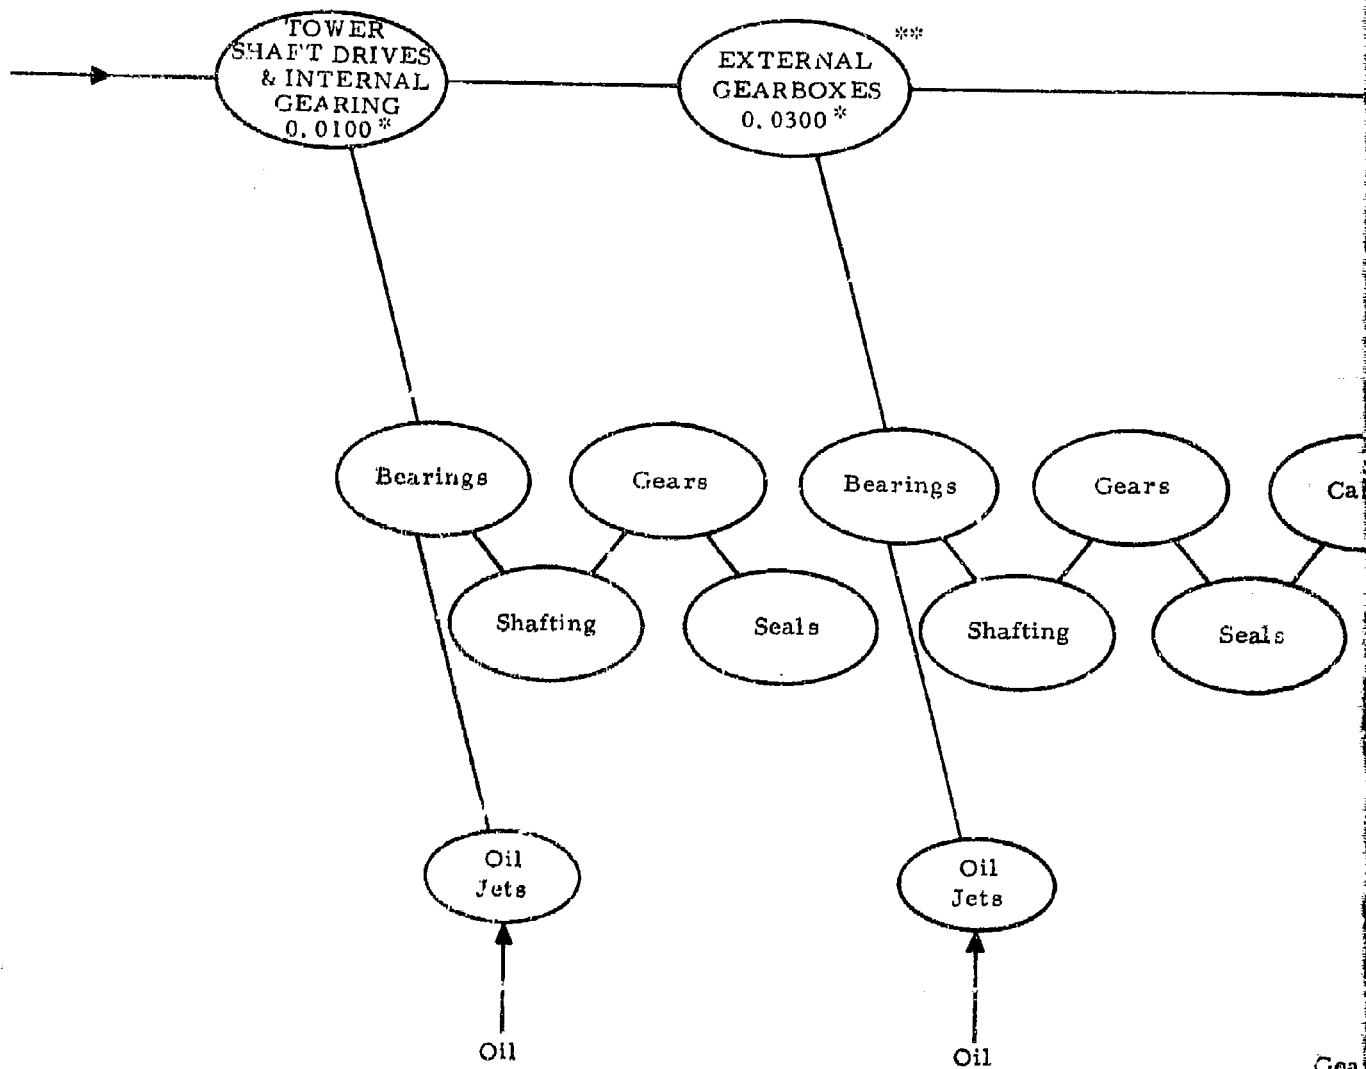 TOWER
SHAFT DRIVES
& INTERNAL
GEARING
0.0100*
**
EXTERNAL
GEARBOXES
0.0300*
Bearings
Gears
Bearings
Gears
Shafting
Seals
Shafting
Seals
Oil
Jets
Oil
Jets
Oil
Oil